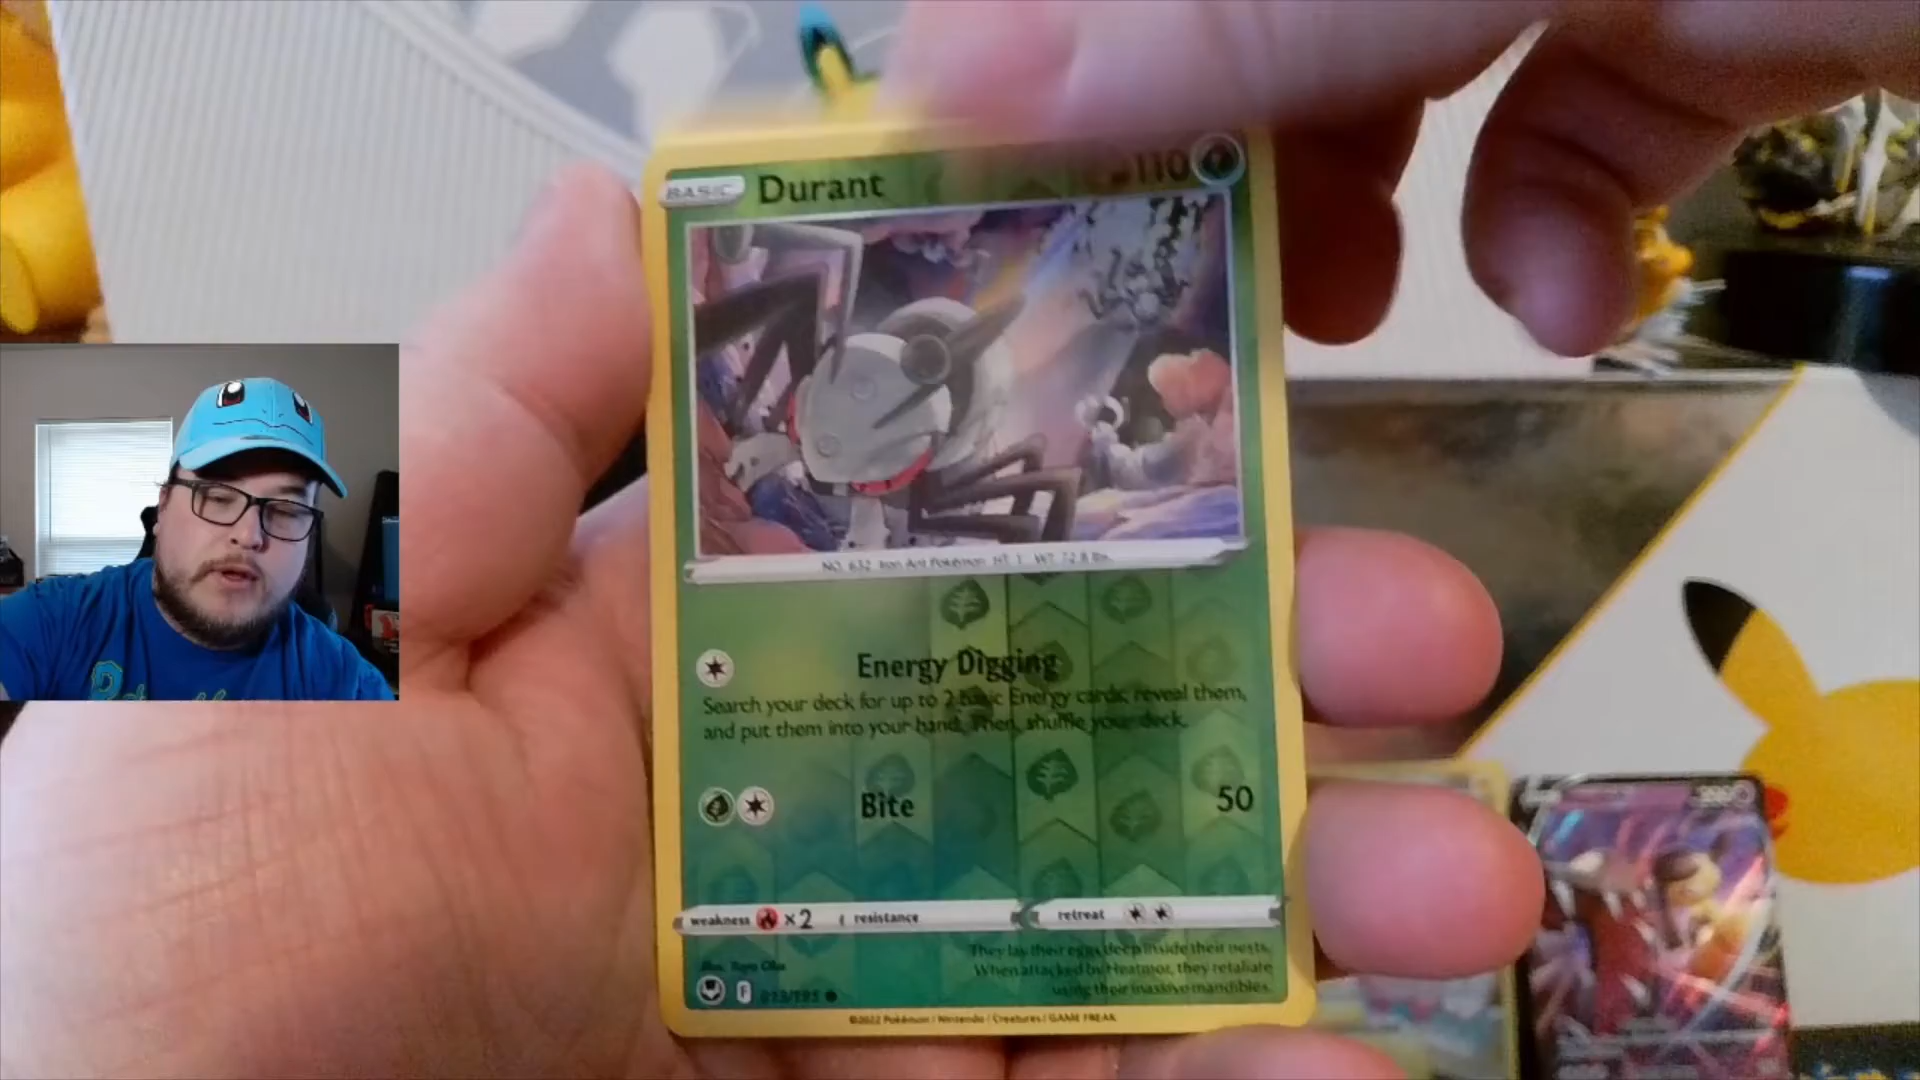 BASIC Durant 110
NO. 632 Iron Ant Pokémon HT: 1' WT: 72.8 lbs.
Energy Digging
Search your deck for up to 2 basic Energy cards, reveal them,
and put them into your hand. Then, shuffle your deck.
Bite 50
weakness ×2 resistance retreat
They lay their eggs deep inside their nests.
When attacked by Heatmor, they retaliate
using their massive mandibles.
F 013/195
©2022 Pokémon / Nintendo / Creatures / GAME FREAK